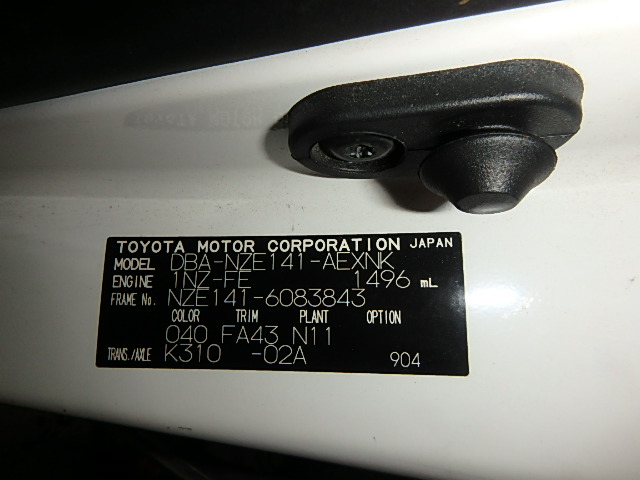 TOYOTA MOTOR CORPORATION JAPAN
MODEL DBA-NZE141-AEXNK
ENGINE 1NZ-FE 1496 mL
FRAME No. NZE141-6083843
COLOR TRIM PLANT OPTION
040 FA43 N11
TRANS./AXLE K310 -02A 904